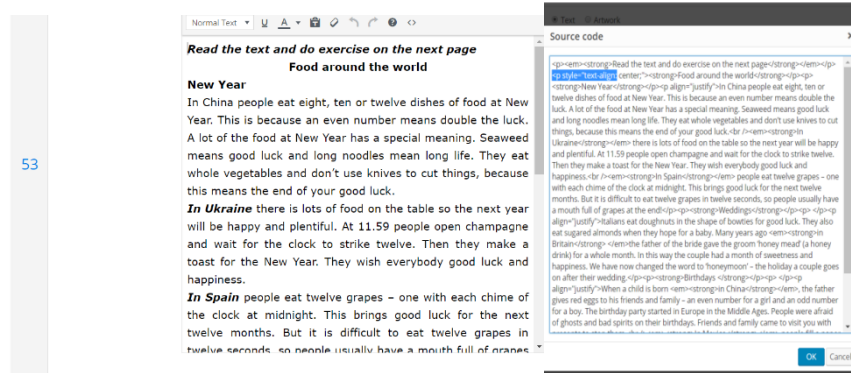 53
Normal Text
U A
Read the text and do exercise on the next page
Food around the world
New Year
In China people eat eight, ten or twelve dishes of food at New
Year. This is because an even number means double the luck.
A lot of the food at New Year has a special meaning. Seaweed
means good luck and long noodles mean long life. They eat
whole vegetables and don't use knives to cut things, because
this means the end of your good luck.
In Ukraine there is lots of food on the table so the next year
will be happy and plentiful. At 11.59 people open champagne
and wait for the clock to strike twelve. Then they make a
toast for the New Year. They wish everybody good luck and
happiness.
In Spain people eat twelve grapes – one with each chime of
the clock at midnight. This brings good luck for the next
twelve months. But it is difficult to eat twelve grapes in
twelve seconds, so people usually have a mouth full of grapes
Text Artwork
Source code
<p><em><strong>Read the text and do exercise on the next page</strong></em></p>
<p style="text-align: center;"><strong>Food around the world</strong></p><p>
<strong>New Year</strong></p><p align="justify">In China people eat eight, ten or
twelve dishes of food at New Year. This is because an even number means double the
luck. A lot of the food at New Year has a special meaning. Seaweed means good luck
and long noodles mean long life. They eat whole vegetables and don't use knives to cut
things, because this means the end of your good luck.<br /><em><strong>In
Ukraine</strong></em> there is lots of food on the table so the next year will be happy
and plentiful. At 11.59 people open champagne and wait for the clock to strike twelve.
Then they make a toast for the New Year. They wish everybody good luck and
happiness.<br /><em><strong>In Spain</strong></em> people eat twelve grapes – one
with each chime of the clock at midnight. This brings good luck for the next twelve
months. But it is difficult to eat twelve grapes in twelve seconds, so people usually have
a mouth full of grapes at the end</p><p><strong>Weddings</strong></p><p> </p><p
align="justify">Italians eat doughnuts in the shape of bowties for good luck. They also
eat sugared almonds when they hope for a baby. Many years ago <em><strong>in
Britain</strong> </em>the father of the bride gave the groom 'honey mead' (a honey
drink) for a whole month. In this way the couple had a month of sweetness and
happiness. We have now changed the word to 'honeymoon' – the holiday a couple goes
on after their wedding.</p><p><strong>Birthdays </strong></p><p> </p><p
align="justify">When a child is born <em><strong>in China</strong></em>, the father
gives red eggs to his friends and family – an even number for a girl and an odd number
for a boy. The birthday party started in Europe in the Middle Ages. People were afraid
of ghosts and bad spirits on their birthdays. Friends and family came to visit you with
OK Cancel